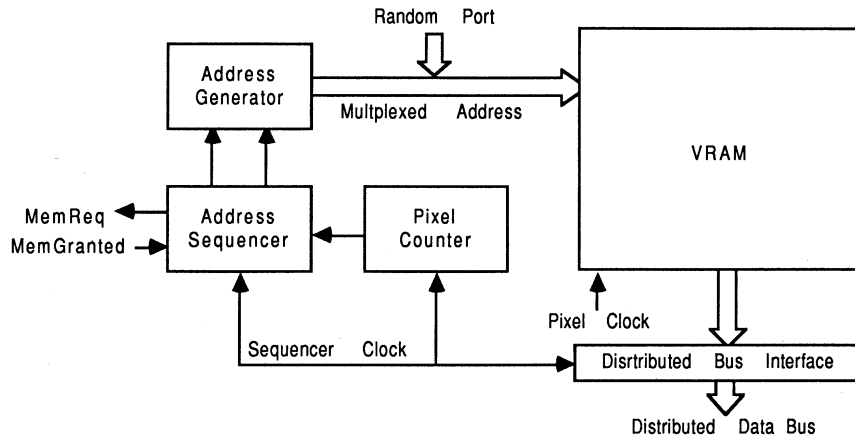 Random Port
Address
Generator
Multplexed Address
VRAM
MemReq
MemGranted
Address
Sequencer
Pixel
Counter
Pixel Clock
Sequencer Clock
Disrtributed Bus Interface
Distributed Data Bus